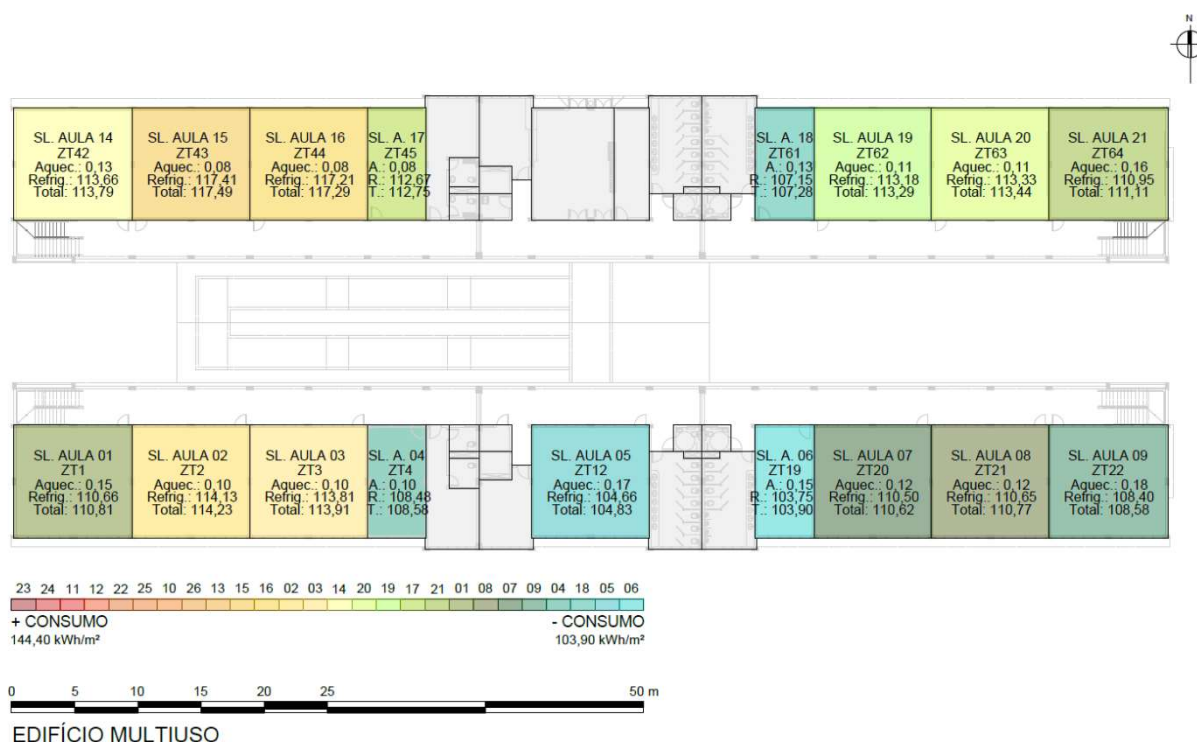 N
SL. AULA 14
ZT42
Aquec.: 0,13
Refrig.: 113,66
Total: 113,79
SL. AULA 15
ZT43
Aquec.: 0,08
Refrig.: 117,41
Total: 117,49
SL. AULA 16
ZT44
Aquec.: 0,08
Refrig.: 117,21
Total: 117,29
SL. A. 17
ZT45
A.: 0,08
R.: 112,67
T.: 112,75
SL. A. 18
ZT61
A.: 0,13
R.: 107,15
T.: 107,28
SL. AULA 19
ZT62
Aquec.: 0,11
Refrig.: 113,18
Total: 113,29
SL. AULA 20
ZT63
Aquec.: 0,11
Refrig.: 113,33
Total: 113,44
SL. AULA 21
ZT64
Aquec.: 0,16
Refrig.: 110,95
Total: 111,11
SL. AULA 01
ZT1
Aquec.: 0,15
Refrig.: 110,66
Total: 110,81
SL. AULA 02
ZT2
Aquec.: 0,10
Refrig.: 114,13
Total: 114,23
SL. AULA 03
ZT3
Aquec.: 0,10
Refrig.: 113,81
Total: 113,91
SL. A. 04
ZT4
A.: 0,10
R.: 108,48
T.: 108,58
SL. AULA 05
ZT12
Aquec.: 0,17
Refrig.: 104,66
Total: 104,83
SL. A. 06
ZT19
A.: 0,15
R.: 103,75
T.: 103,90
SL. AULA 07
ZT20
Aquec.: 0,12
Refrig.: 110,50
Total: 110,62
SL. AULA 08
ZT21
Aquec.: 0,12
Refrig.: 110,65
Total: 110,77
SL. AULA 09
ZT22
Aquec.: 0,18
Refrig.: 108,40
Total: 108,58
23 24 11 12 22 25 10 26 13 15 16 02 03 14 20 19 17 21 01 08 07 09 04 18 05 06
+ CONSUMO - CONSUMO
144,40 kWh/m² 103,90 kWh/m²
0 5 10 15 20 25 50 m
EDIFÍCIO MULTIUSO